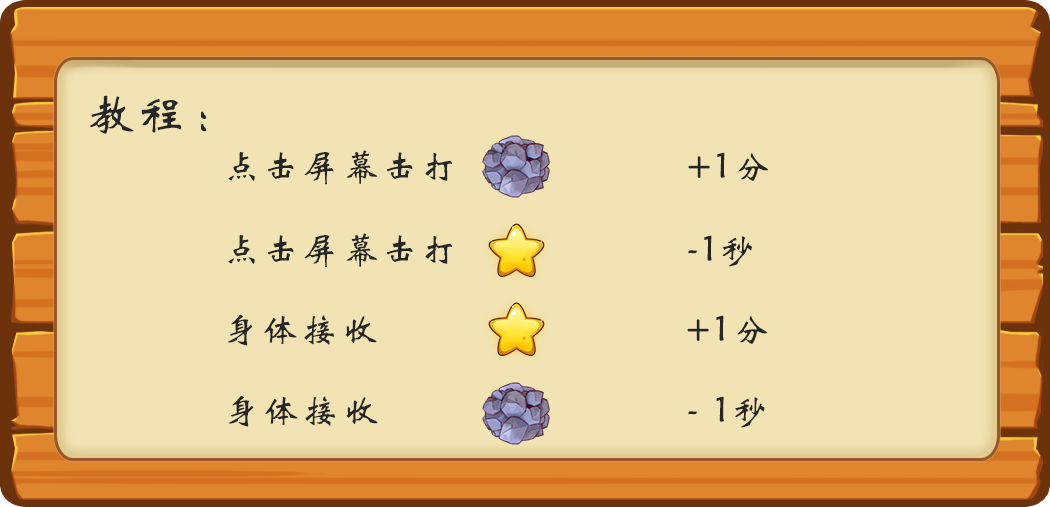 教程：
点击屏幕击打 +1分
点击屏幕击打 -1秒
身体接收 +1分
身体接收 - 1秒